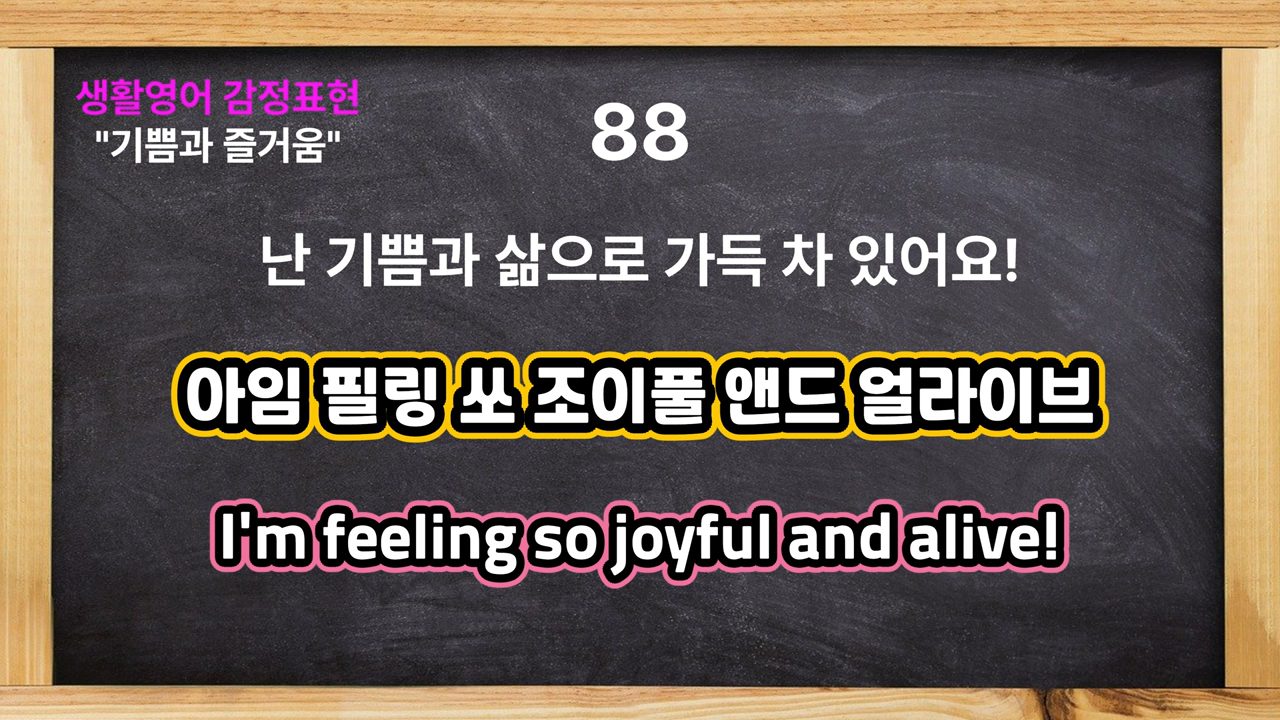 생활영어 감정표현
"기쁨과 즐거움"
88
난 기쁨과 삶으로 가득 차 있어요!
아임 필링 쏘 조이풀 앤드 얼라이브
I'm feeling so joyful and alive!